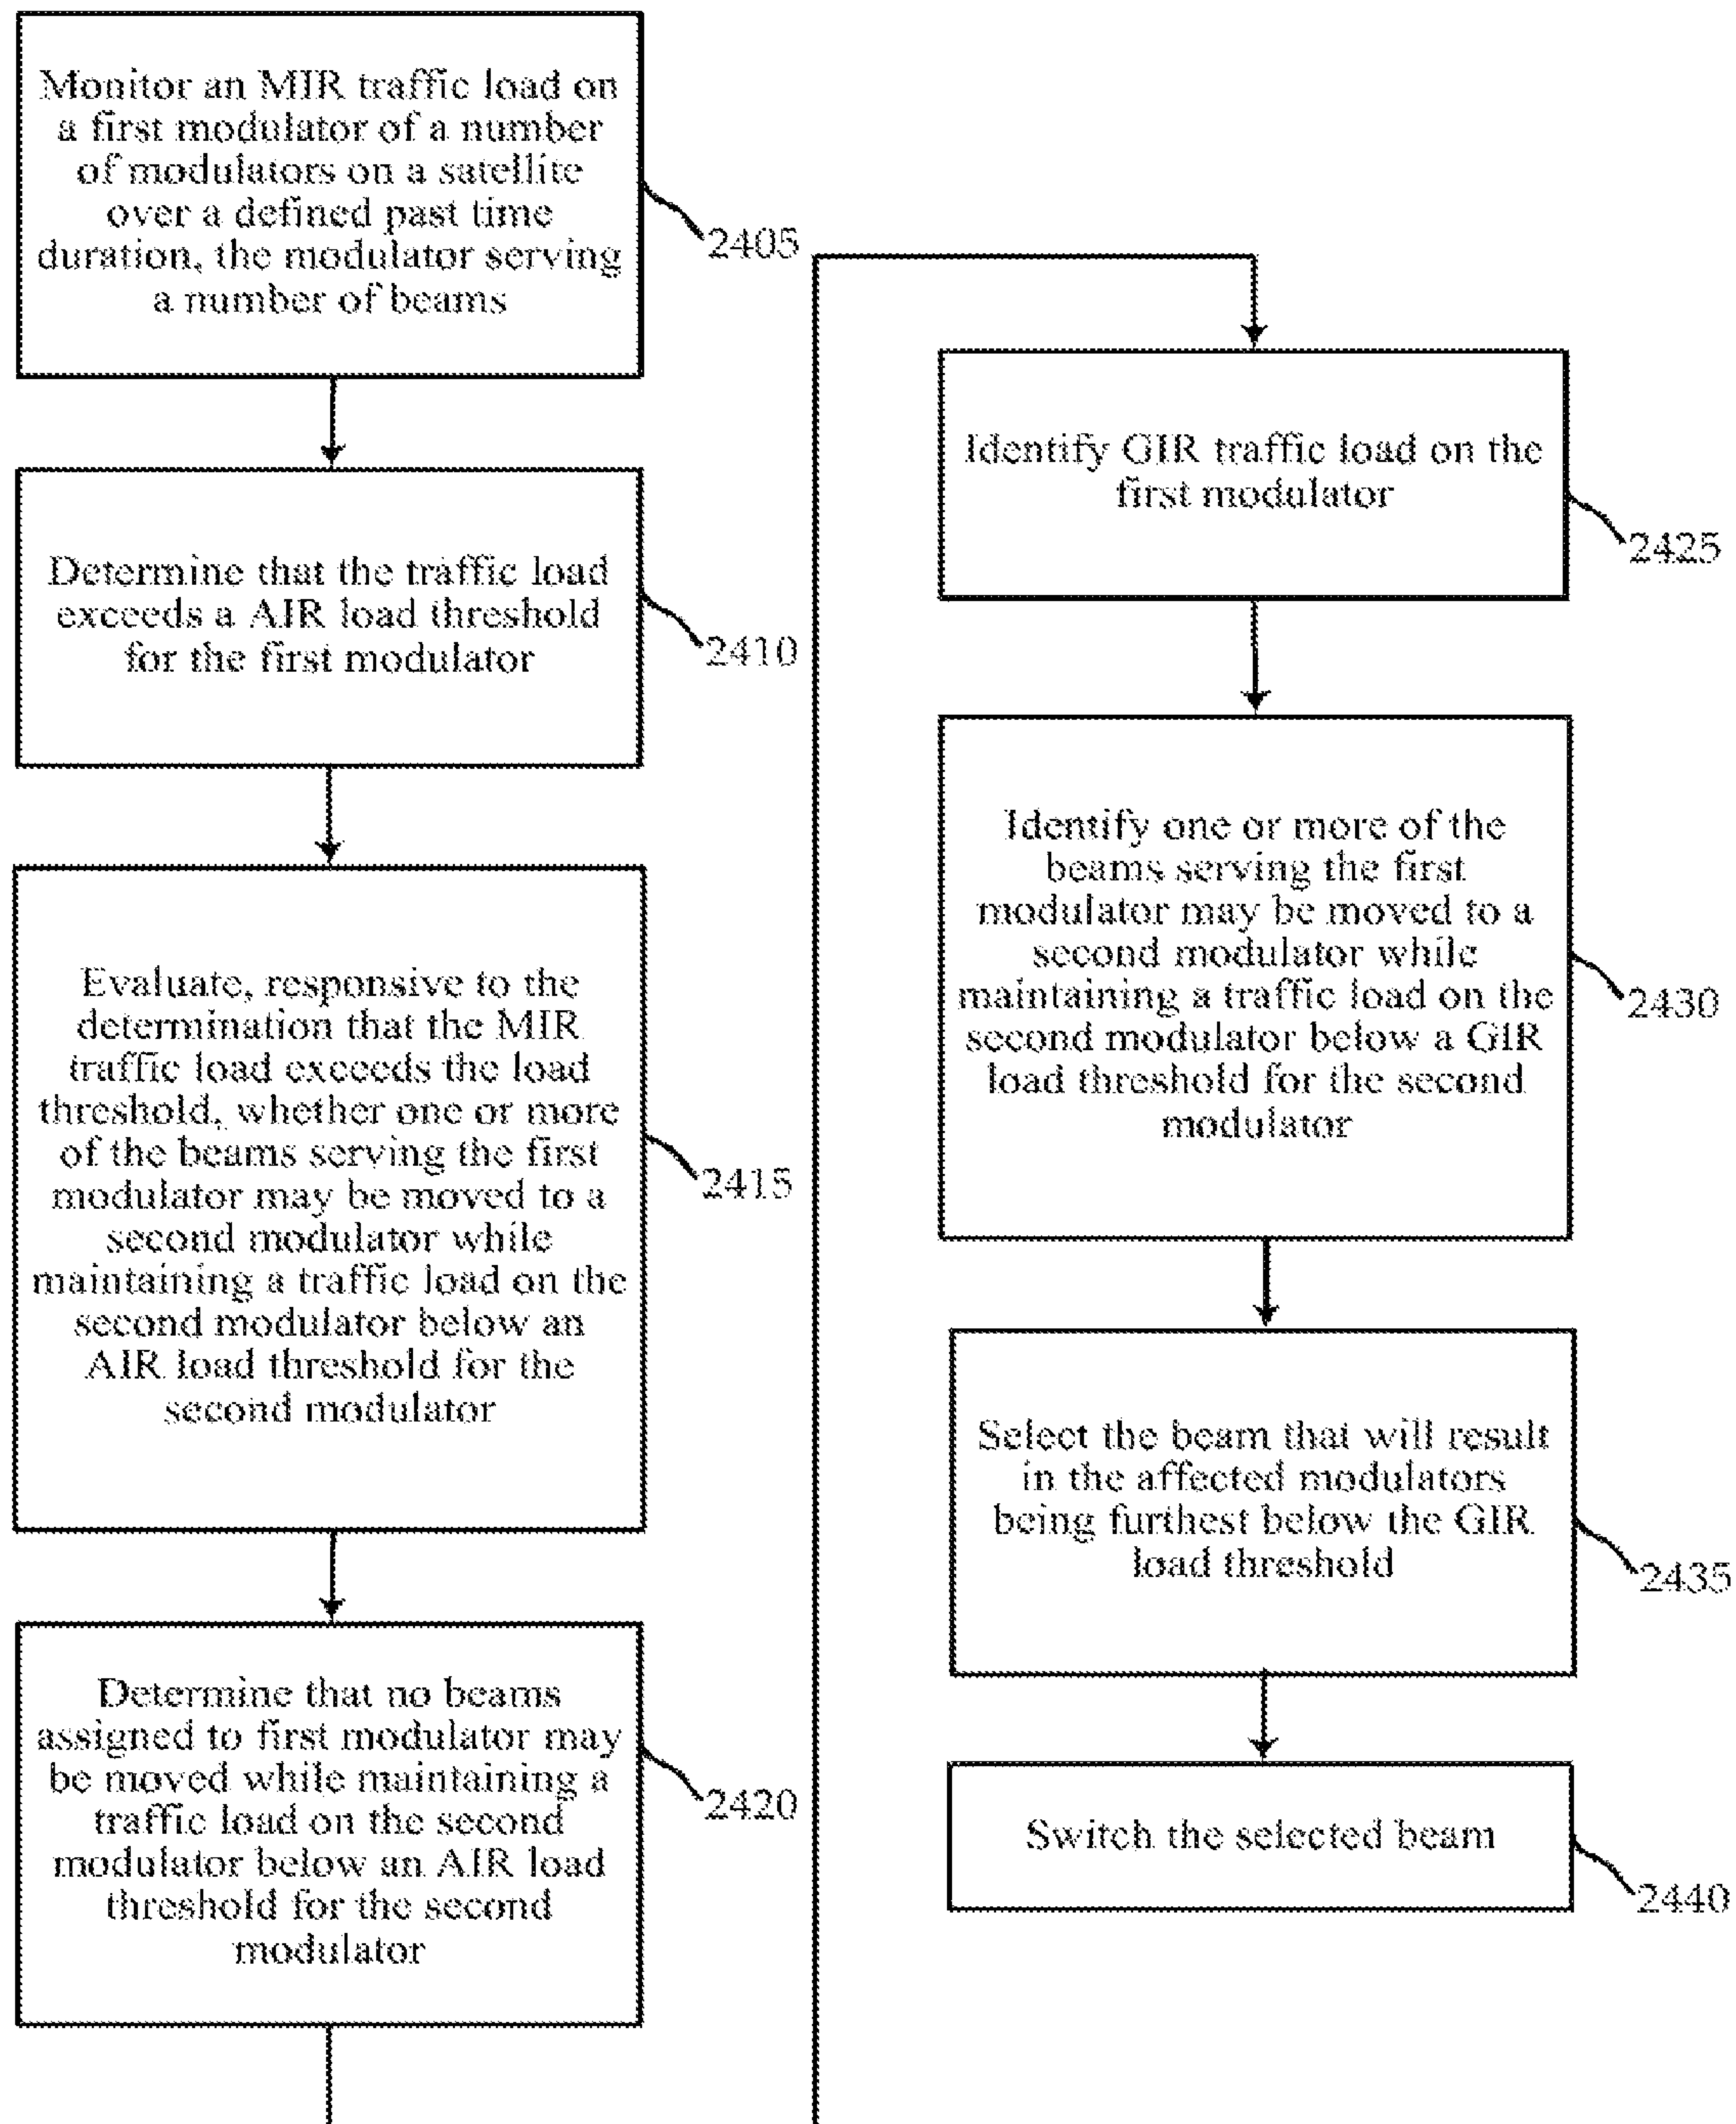 Monitor an MIR traffic load on
a first modulator of a number
of modulators on a satellite
over a defined past time
duration, the modulator serving
a number of beams
2405
Determine that the traffic load
exceeds a AIR load threshold
for the first modulator
2410
Evaluate, responsive to the
determination that the MIR
traffic load exceeds the load
threshold, whether one or more
of the beams serving the first
modulator may be moved to a
second modulator while
maintaining a traffic load on the
second modulator below an
AIR load threshold for the
second modulator
2415
Determine that no beams
assigned to first modulator may
be moved while maintaining a
traffic load on the second
modulator below an AIR load
threshold for the second
modulator
2420
Identify GIR traffic load on the
first modulator
2425
Identify one or more of the
beams serving the first
modulator may be moved to a
second modulator while
maintaining a traffic load on the
second modulator below a GIR
load threshold for the second
modulator
2430
Select the beam that will result
in the affected modulators
being furthest below the GIR
load threshold
2435
Switch the selected beam
2440